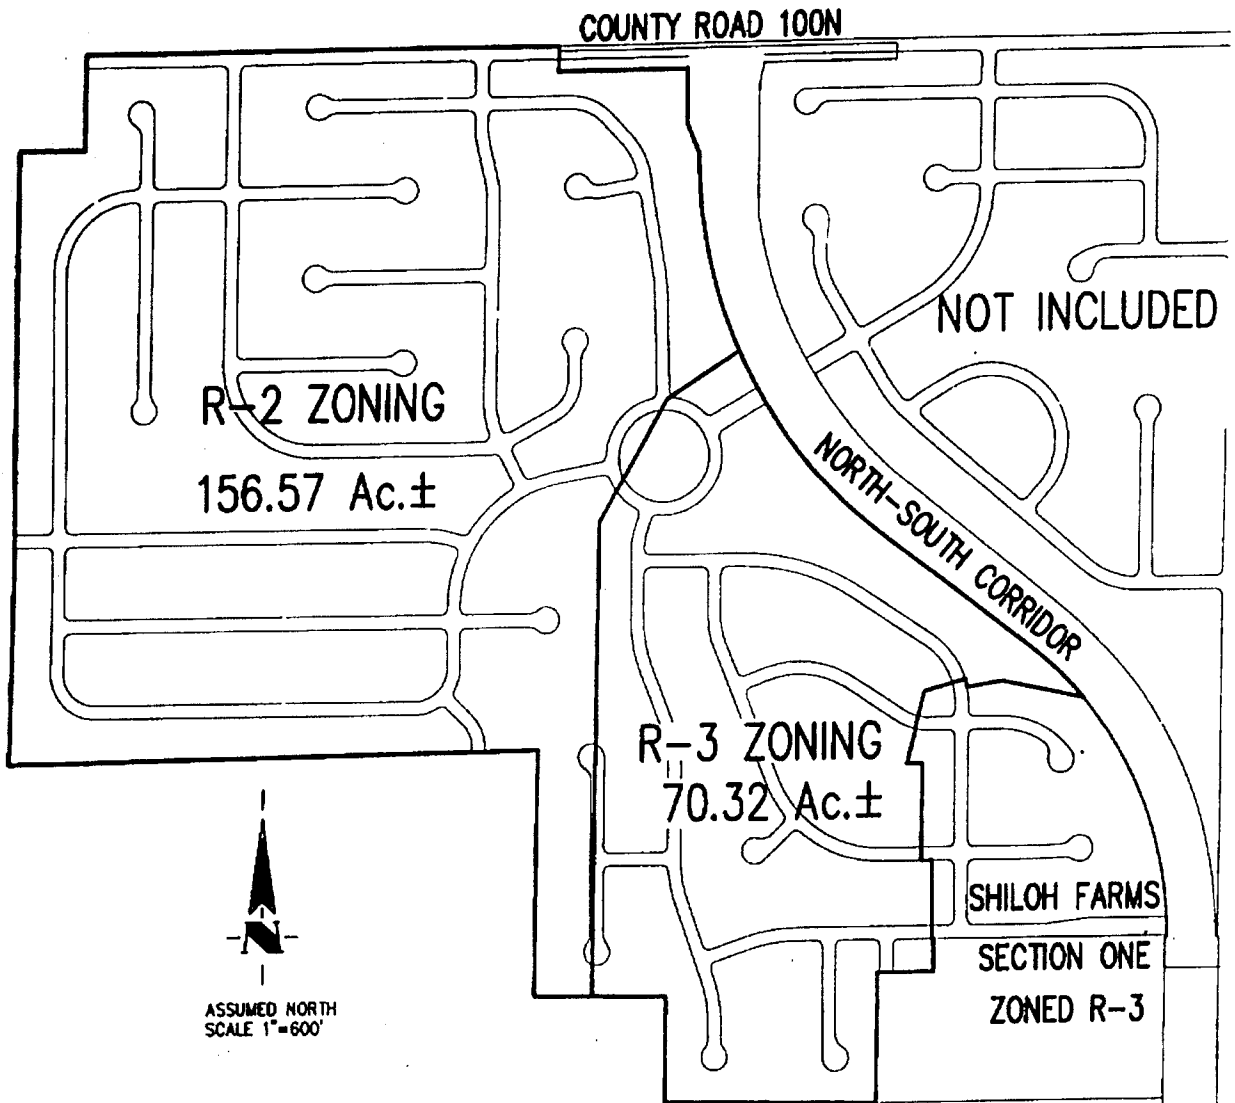 COUNTY ROAD 100N
NOT INCLUDED
R-2 ZONING
156.57 Ac.±
NORTH-SOUTH CORRIDOR
R-3 ZONING
70.32 Ac.±
SHILOH FARMS
SECTION ONE
ZONED R-3
N
ASSUMED NORTH
SCALE 1"=600'